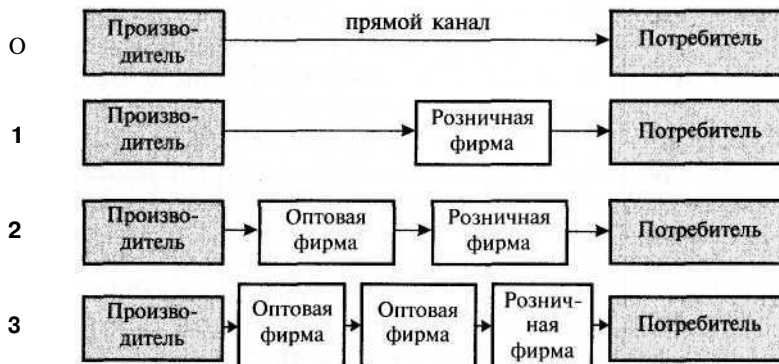 О
Произво-
дитель
прямой канал
Потребитель
1
Произво-
дитель
Розничная
фирма
Потребитель
2
Произво-
дитель
Оптовая
фирма
Розничная
фирма
Потребитель
3
Произво-
дитель
Оптовая
фирма
Оптовая
фирма
Рознич-
ная
фирма
Потребитель